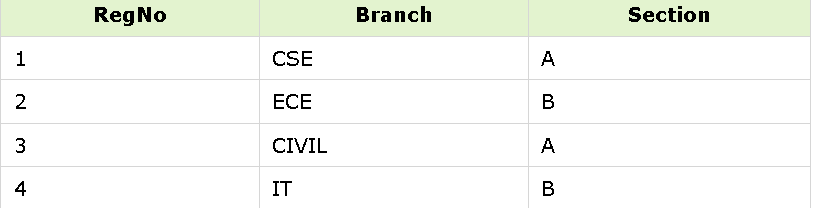 RegNo Branch Section
1 CSE A
2 ECE B
3 CIVIL A
4 IT B